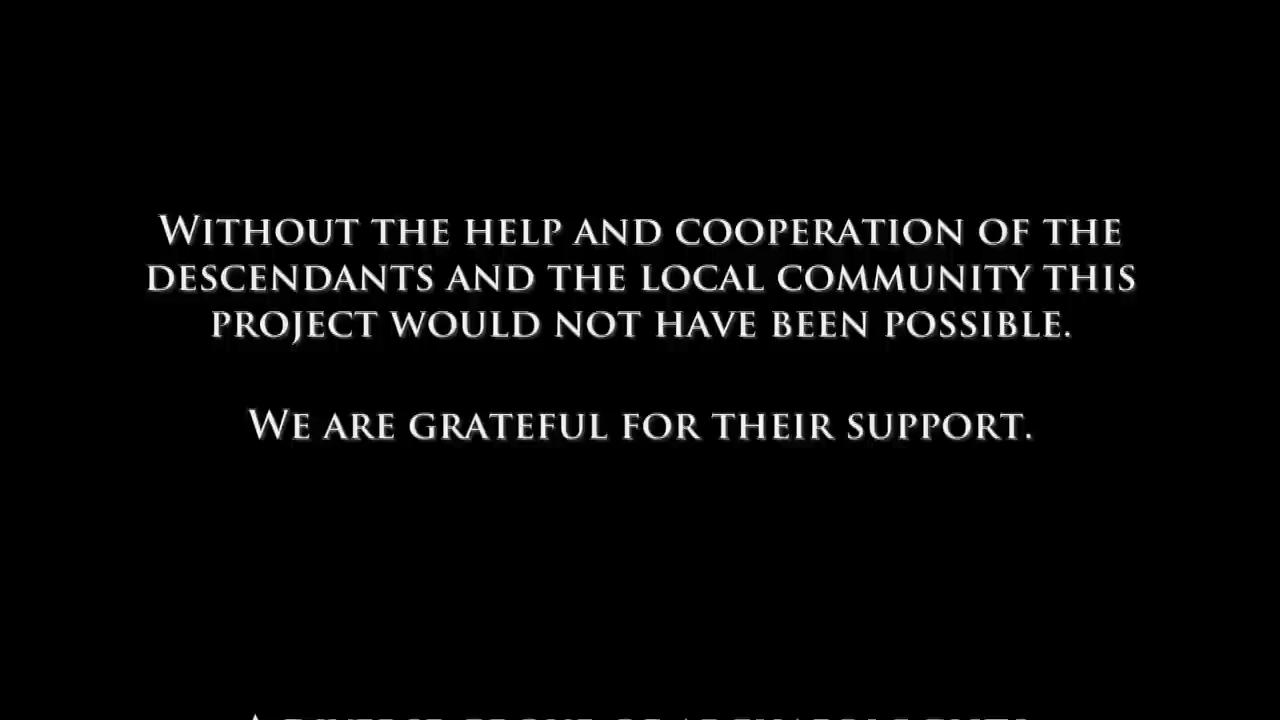 Without the help and cooperation of the
descendants and the local community this
project would not have been possible.
We are grateful for their support.